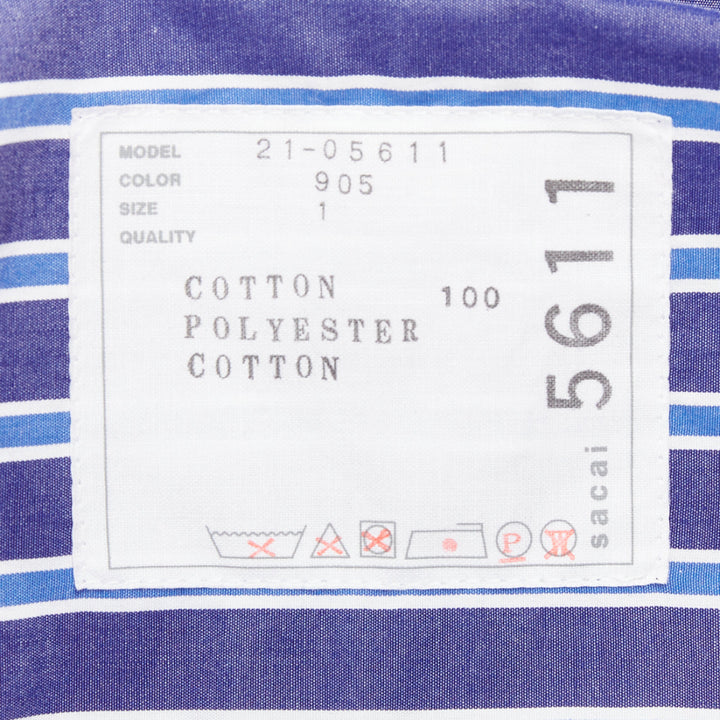 MODEL 21-05611
COLOR 905
SIZE 1
QUALITY
COTTON 100
POLYESTER
COTTON
sacai 5611
P
W